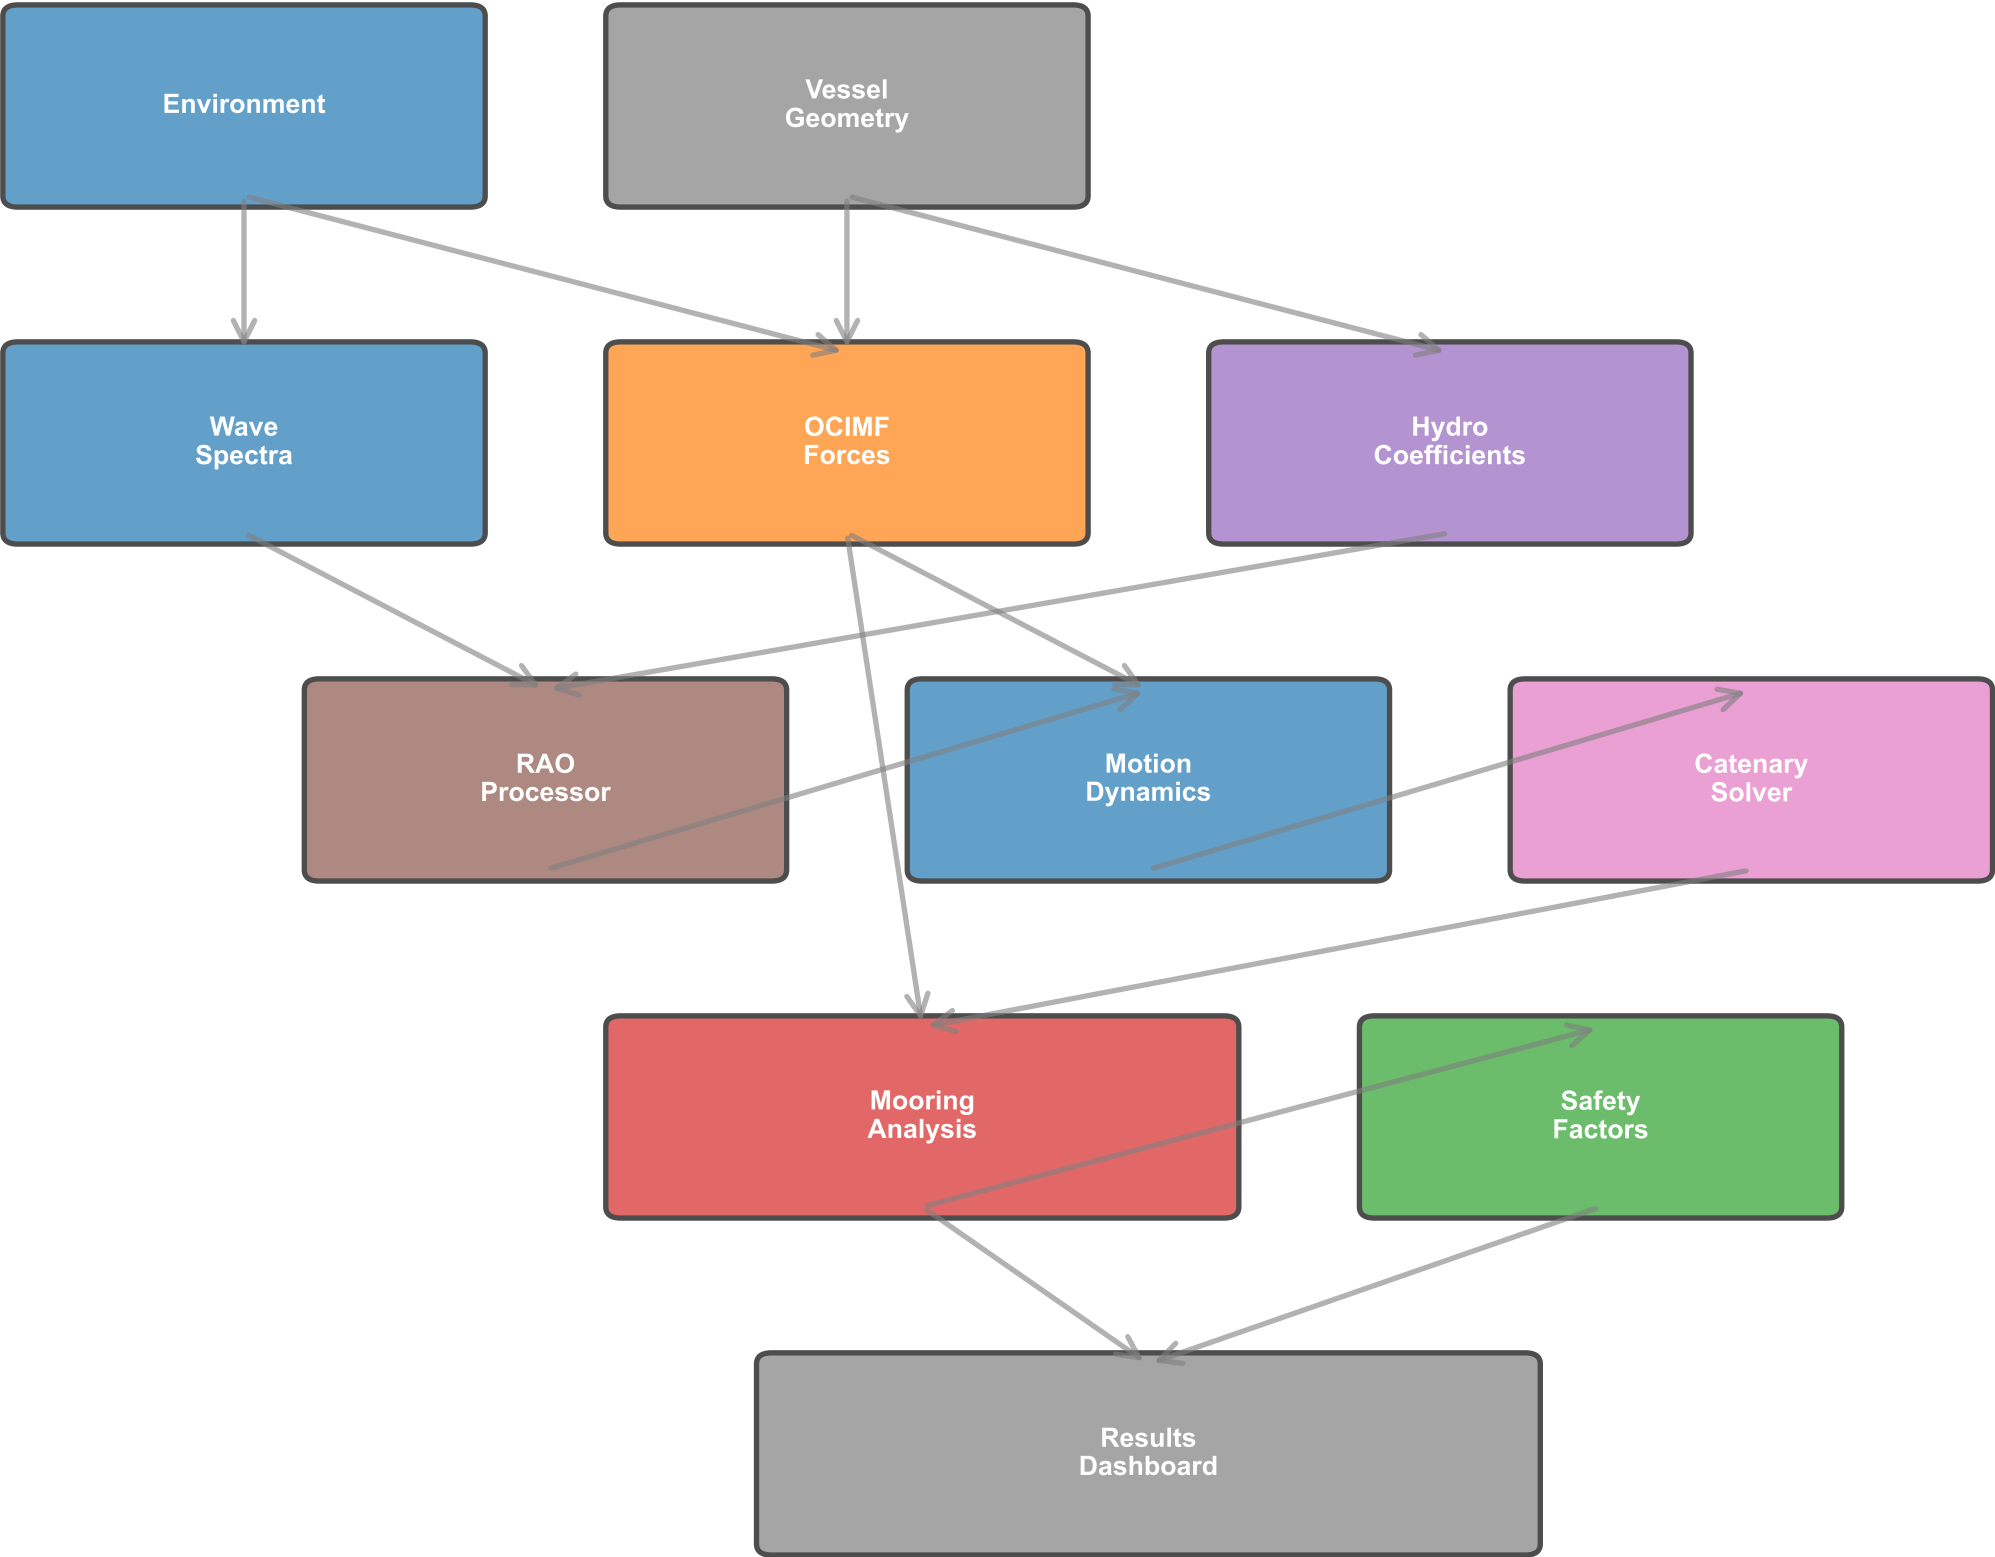 Environment
Vessel
Geometry
Wave
Spectra
OCIMF
Forces
Hydro
Coefficients
RAO
Processor
Motion
Dynamics
Catenary
Solver
Mooring
Analysis
Safety
Factors
Results
Dashboard